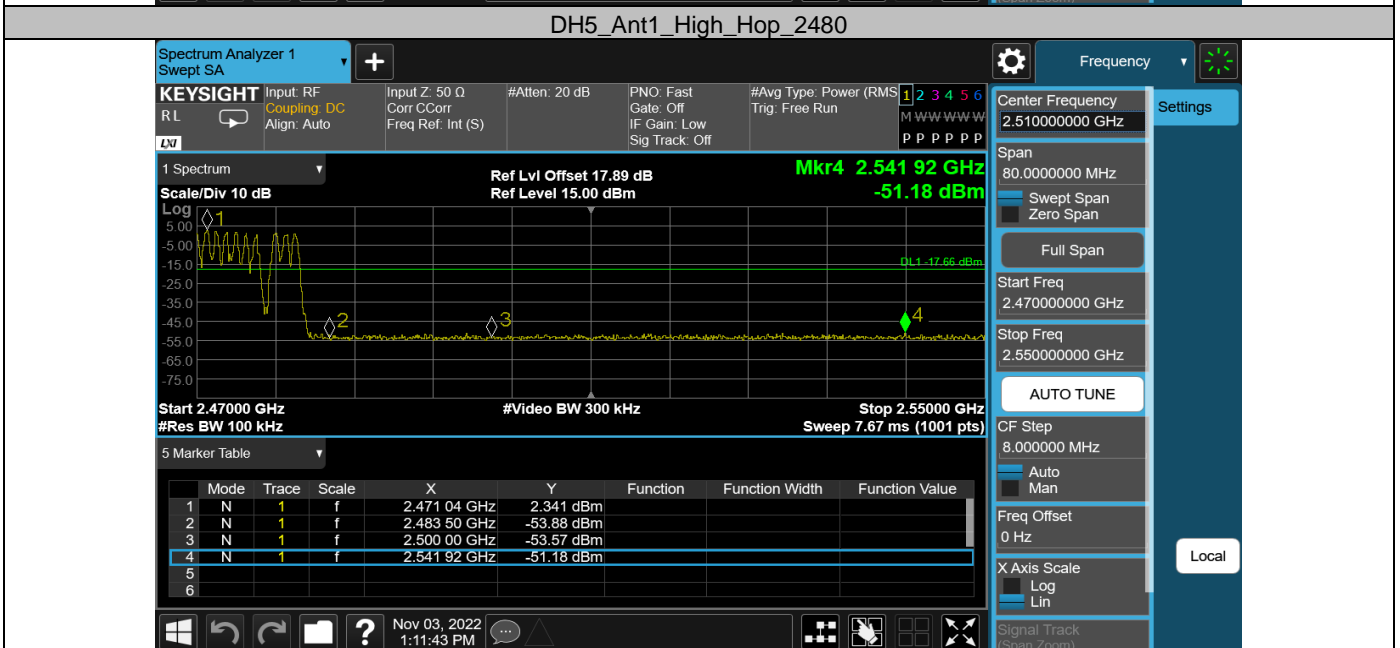 DH5_Ant1_High_Hop_2480
Spectrum Analyzer 1
Swept SA
Frequency
KEYSIGHT
RL
LXI
Input: RF
Coupling: DC
Align: Auto
Input Z: 50 Ω
Corr CCorr
Freq Ref: Int (S)
#Atten: 20 dB
PNO: Fast
Gate: Off
IF Gain: Low
Sig Track: Off
#Avg Type: Power (RMS
Trig: Free Run
1 2 3 4 5 6
M W W W W W
P P P P P P
1 Spectrum
Scale/Div 10 dB
Ref Lvl Offset 17.89 dB
Ref Level 15.00 dBm
Mkr4 2.541 92 GHz
-51.18 dBm
Log
5.00
-5.00
-15.0
-25.0
-35.0
-45.0
-55.0
-65.0
-75.0
1
2
3
4
DL1 -17.66 dBm
Start 2.47000 GHz
#Video BW 300 kHz
Stop 2.55000 GHz
#Res BW 100 kHz
Sweep 7.67 ms (1001 pts)
5 Marker Table
Mode Trace Scale X Y Function Function Width Function Value
1 N 1 f 2.471 04 GHz 2.341 dBm
2 N 1 f 2.483 50 GHz -53.88 dBm
3 N 1 f 2.500 00 GHz -53.57 dBm
4 N 1 f 2.541 92 GHz -51.18 dBm
5
6
Nov 03, 2022
1:11:43 PM
Center Frequency
2.510000000 GHz
Settings
Span
80.0000000 MHz
Swept Span
Zero Span
Full Span
Start Freq
2.470000000 GHz
Stop Freq
2.550000000 GHz
AUTO TUNE
CF Step
8.000000 MHz
Auto
Man
Freq Offset
0 Hz
X Axis Scale
Log
Lin
Local
Signal Track
(Span Zoom)